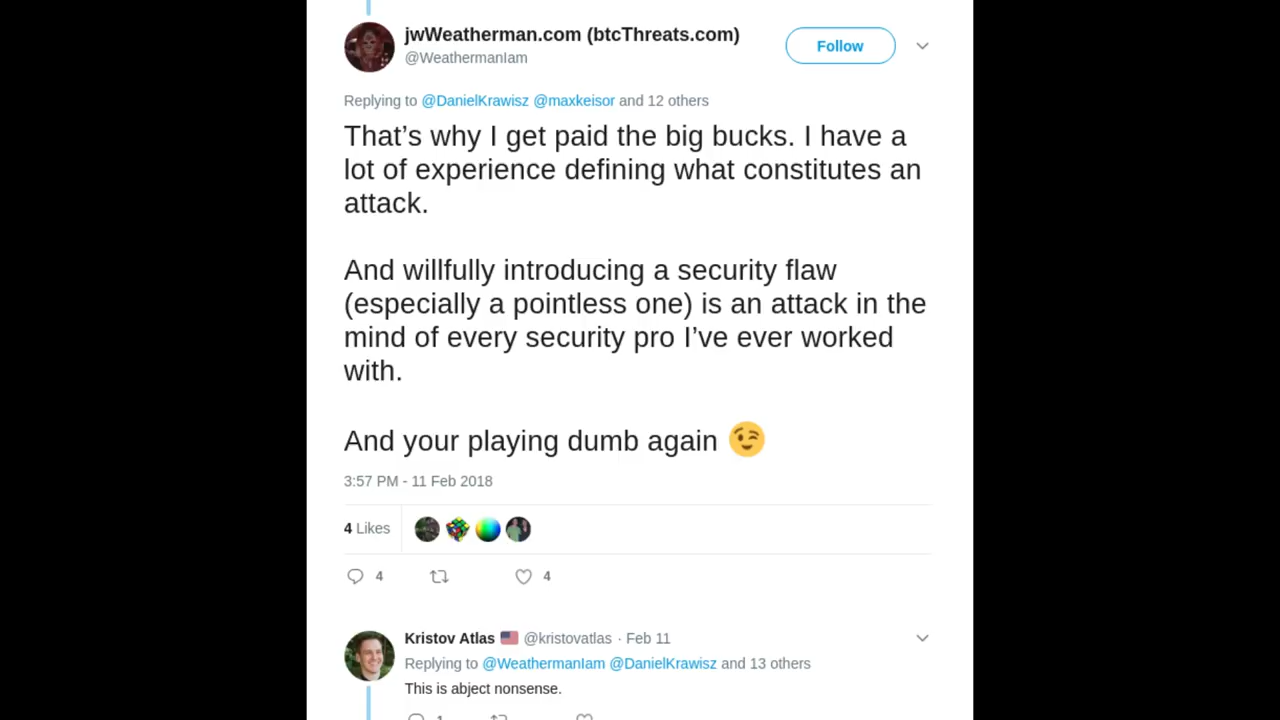 jwWeatherman.com (btcThreats.com)
@WeathermanIam
Follow
Replying to @DanielKrawisz @maxkeisor and 12 others
That’s why I get paid the big bucks. I have a
lot of experience defining what constitutes an
attack.
And willfully introducing a security flaw
(especially a pointless one) is an attack in the
mind of every security pro I’ve ever worked
with.
And your playing dumb again 😉
3:57 PM - 11 Feb 2018
4 Likes
4 4
Kristov Atlas 🇺🇸 @kristovatlas · Feb 11
Replying to @WeathermanIam @DanielKrawisz and 13 others
This is abject nonsense.